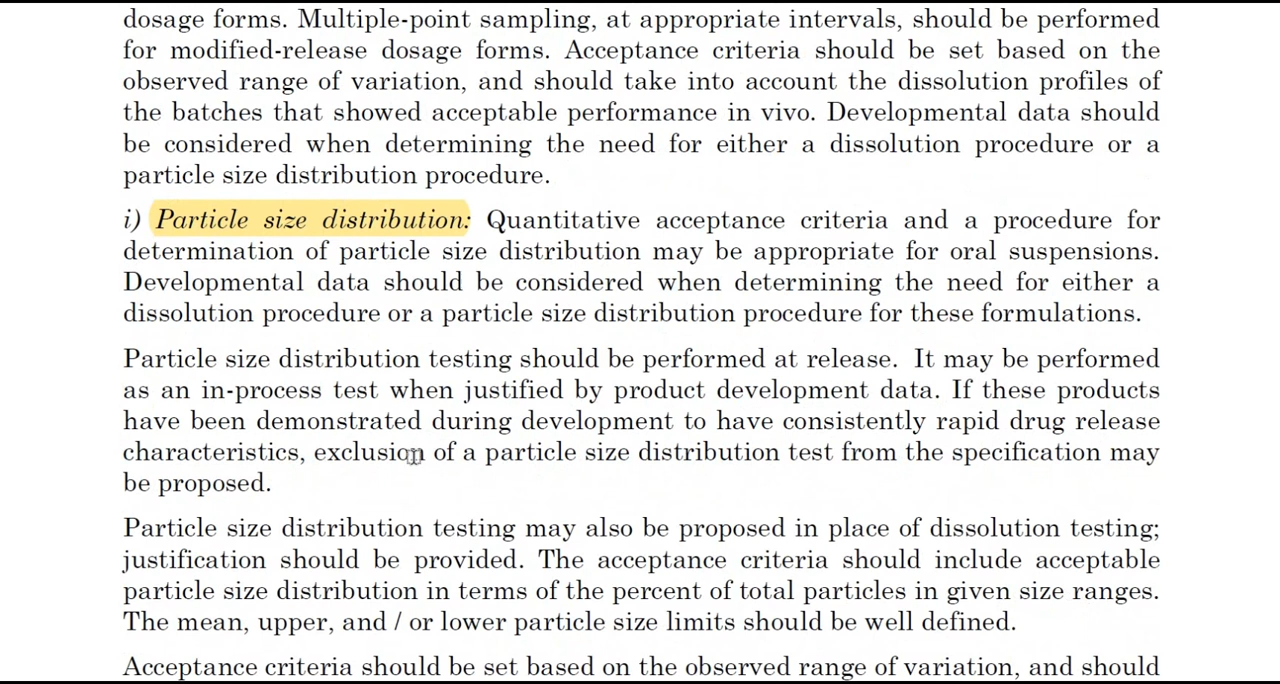 dosage forms. Multiple-point sampling, at appropriate intervals, should be performed
for modified-release dosage forms. Acceptance criteria should be set based on the
observed range of variation, and should take into account the dissolution profiles of
the batches that showed acceptable performance in vivo. Developmental data should
be considered when determining the need for either a dissolution procedure or a
particle size distribution procedure.
i) Particle size distribution: Quantitative acceptance criteria and a procedure for
determination of particle size distribution may be appropriate for oral suspensions.
Developmental data should be considered when determining the need for either a
dissolution procedure or a particle size distribution procedure for these formulations.
Particle size distribution testing should be performed at release. It may be performed
as an in-process test when justified by product development data. If these products
have been demonstrated during development to have consistently rapid drug release
characteristics, exclusion of a particle size distribution test from the specification may
be proposed.
Particle size distribution testing may also be proposed in place of dissolution testing;
justification should be provided. The acceptance criteria should include acceptable
particle size distribution in terms of the percent of total particles in given size ranges.
The mean, upper, and / or lower particle size limits should be well defined.
Acceptance criteria should be set based on the observed range of variation, and should